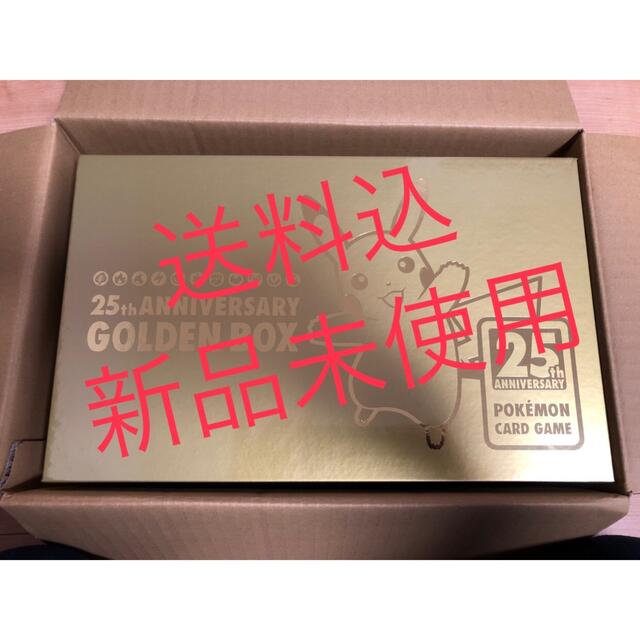 送料込
新品未使用
25th ANNIVERSARY
GOLDEN BOX
25th
ANNIVERSARY
POKÉMON
CARD GAME